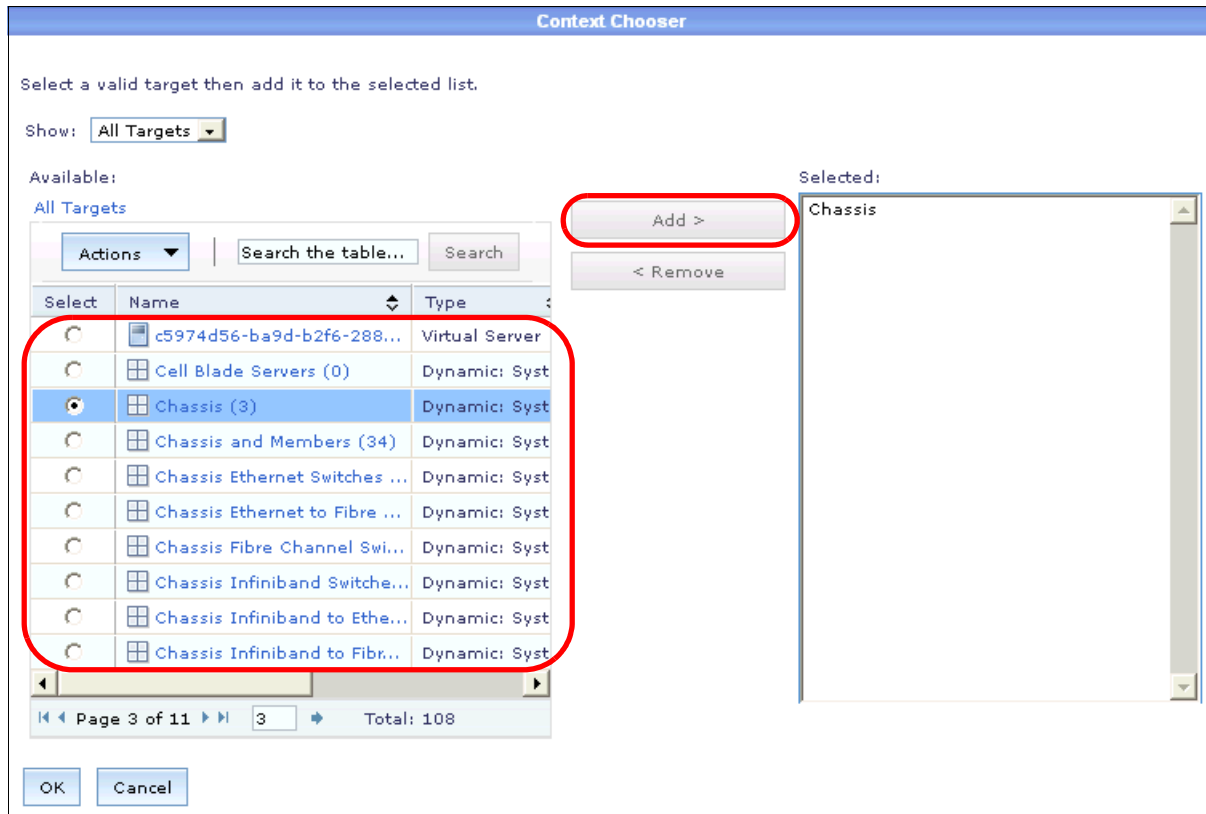 Context Chooser
Select a valid target then add it to the selected list.
Show: All Targets
Available:
All Targets
Actions Search the table... Search
Select Name Type
c5974d56-ba9d-b2f6-288... Virtual Server
Cell Blade Servers (0) Dynamic: Syst
Chassis (3) Dynamic: Syst
Chassis and Members (34) Dynamic: Syst
Chassis Ethernet Switches ... Dynamic: Syst
Chassis Ethernet to Fibre ... Dynamic: Syst
Chassis Fibre Channel Swi... Dynamic: Syst
Chassis Infiniband Switche... Dynamic: Syst
Chassis Infiniband to Ethe... Dynamic: Syst
Chassis Infiniband to Fibr... Dynamic: Syst
Page 3 of 11 3 Total: 108
Add >
< Remove
Selected:
Chassis
OK Cancel